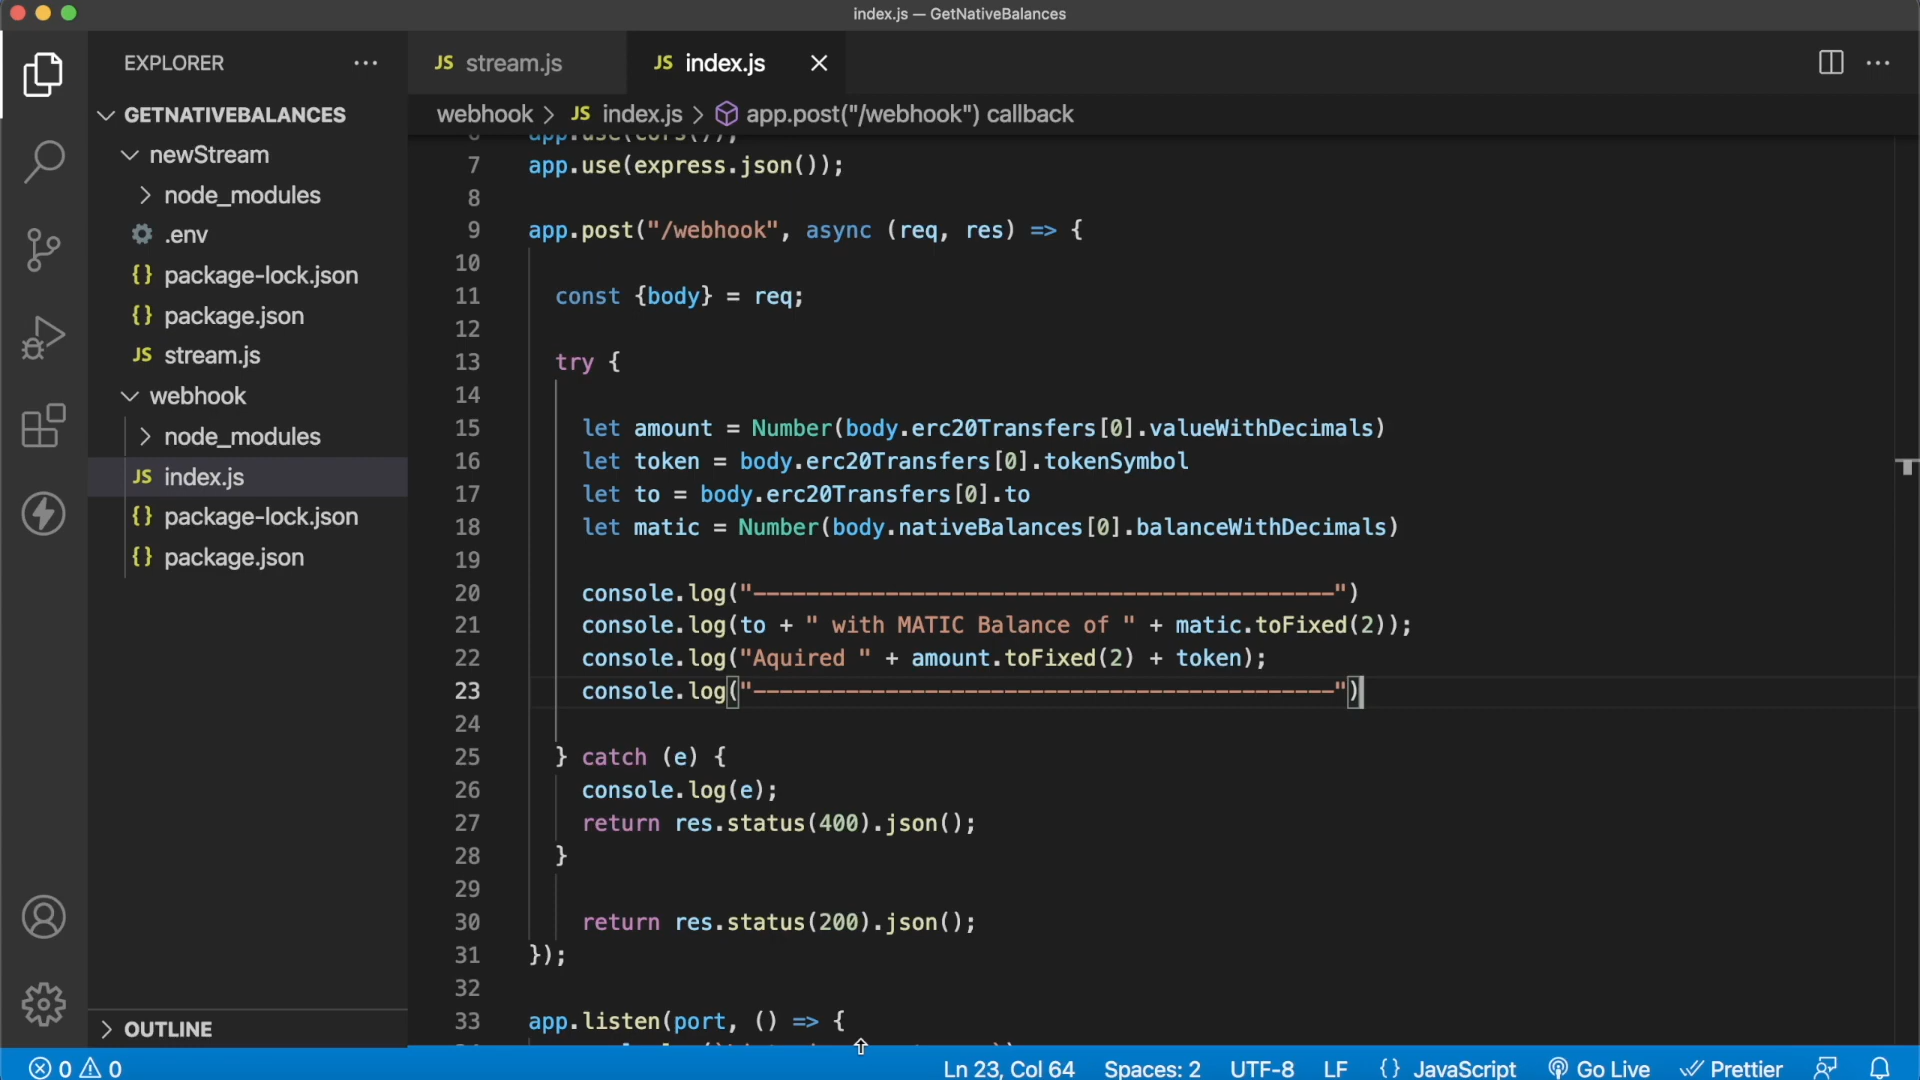 index.js — GetNativeBalances
EXPLORER
GETNATIVEBALANCES
newStream
node_modules
.env
package-lock.json
package.json
stream.js
webhook
node_modules
index.js
package-lock.json
package.json
OUTLINE
JS stream.js
JS index.js
webhook > JS index.js > app.post("/webhook") callback
6 app.use(cors());
7 app.use(express.json());
8
9 app.post("/webhook", async (req, res) => {
10
11 const {body} = req;
12
13 try {
14
15 let amount = Number(body.erc20Transfers[0].valueWithDecimals)
16 let token = body.erc20Transfers[0].tokenSymbol
17 let to = body.erc20Transfers[0].to
18 let matic = Number(body.nativeBalances[0].balanceWithDecimals)
19
20 console.log("————————————————————————————————————————————")
21 console.log(to + " with MATIC Balance of " + matic.toFixed(2));
22 console.log("Aquired " + amount.toFixed(2) + token);
23 console.log("————————————————————————————————————————————")
24
25 } catch (e) {
26 console.log(e);
27 return res.status(400).json();
28 }
29
30 return res.status(200).json();
31 });
32
33 app.listen(port, () => {
0 0 Ln 23, Col 64 Spaces: 2 UTF-8 LF {} JavaScript Go Live Prettier